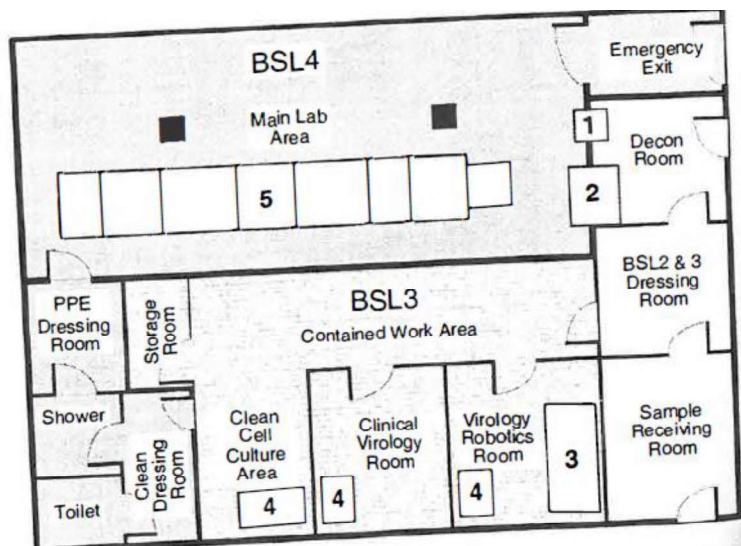 BSL4
Emergency
Exit
Main Lab
Area
1
Decon
Room
5
2
BSL2 & 3
Dressing
Room
PPE
Dressing
Room
Storage
Room
BSL3
Contained Work Area
Shower
Clean
Dressing
Room
Clean
Cell
Culture
Area
Clinical
Virology
Room
Virology
Robotics
Room
3
Sample
Receiving
Room
Toilet
4
4
4